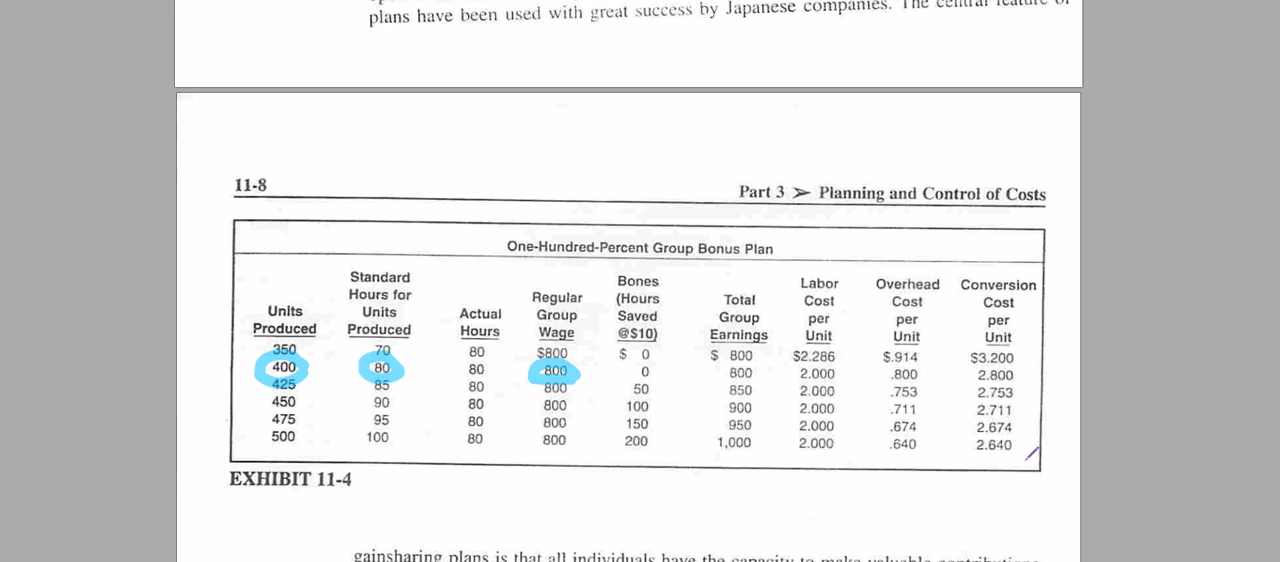 plans have been used with great success by Japanese companies. The central feature of
11-8
Part 3 ➢ Planning and Control of Costs
One-Hundred-Percent Group Bonus Plan
Units Produced Standard Hours for Units Produced Actual Hours Regular Group Wage Bones (Hours Saved @$10) Total Group Earnings Labor Cost per Unit Overhead Cost per Unit Conversion Cost per Unit
350 70 80 $800 $ 0 $ 800 $2.286 $.914 $3.200
400 80 80 800 0 800 2.000 .800 2.800
425 85 80 800 50 850 2.000 .753 2.753
450 90 80 800 100 900 2.000 .711 2.711
475 95 80 800 150 950 2.000 .674 2.674
500 100 80 800 200 1,000 2.000 .640 2.640
EXHIBIT 11-4
gainsharing plans is that all individuals have the capacity to make valuable contributions